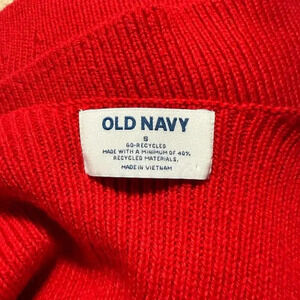 OLD NAVY
S
GO-RECYCLED
MADE WITH A MINIMUM OF 40%
RECYCLED MATERIALS.
MADE IN VIETNAM